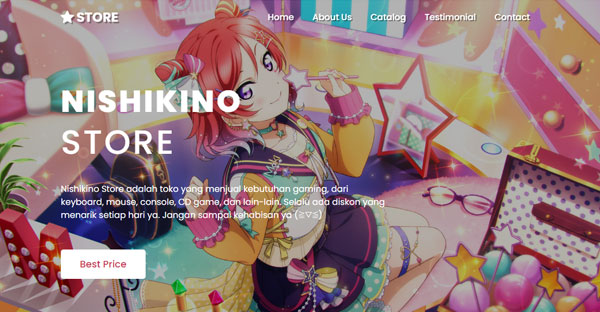 STORE
Home About Us Catalog Testimonial Contact
NISHIKINO
STORE
Nishikino Store adalah toko yang menjual kebutuhan gaming, dari
keyboard, mouse, console, CD game, dan lain-lain. Selalu ada diskon yang
menarik setiap hari ya. Jangan sampai kehabisan ya (≧▽≦)
Best Price